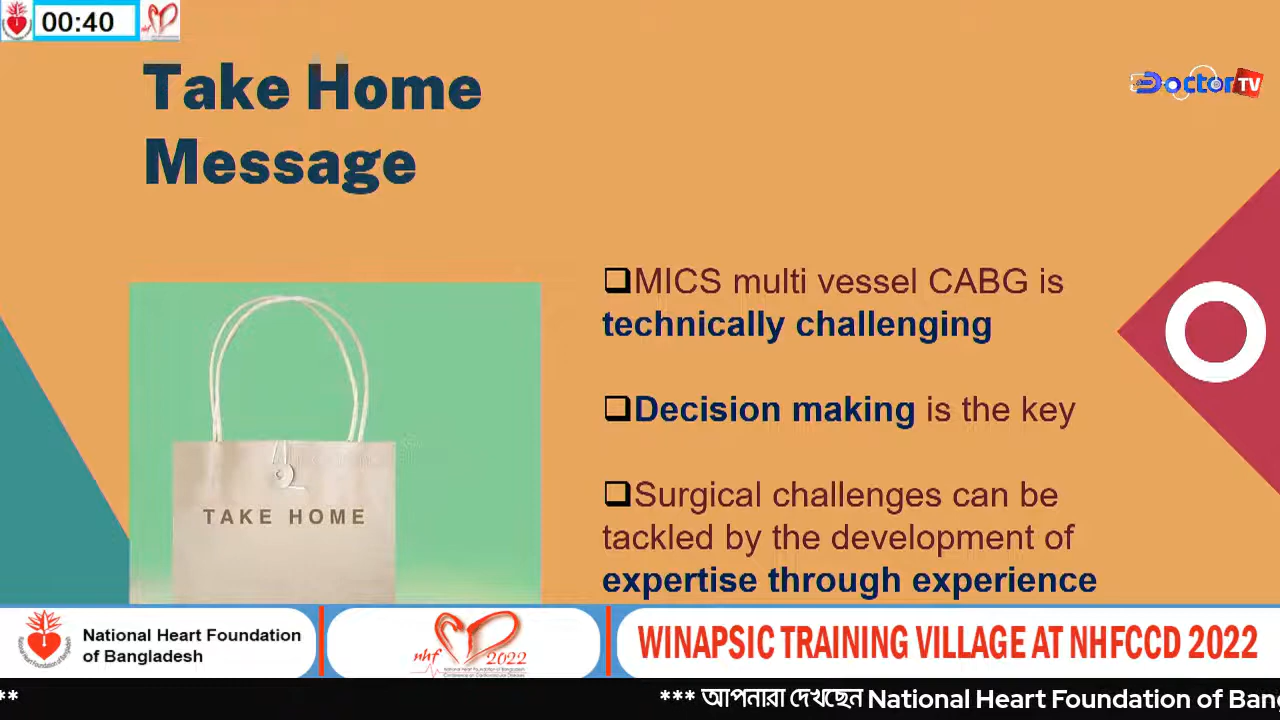 00:40
Take Home
Message
Doctor TV
❑MICS multi vessel CABG is
technically challenging
❑Decision making is the key
❑Surgical challenges can be
tackled by the development of
expertise through experience
TAKE HOME
National Heart Foundation
of Bangladesh
nhf 2022
WINAPSIC TRAINING VILLAGE AT NHFCCD 2022
** *** আপনারা দেখছেন National Heart Foundation of Bang